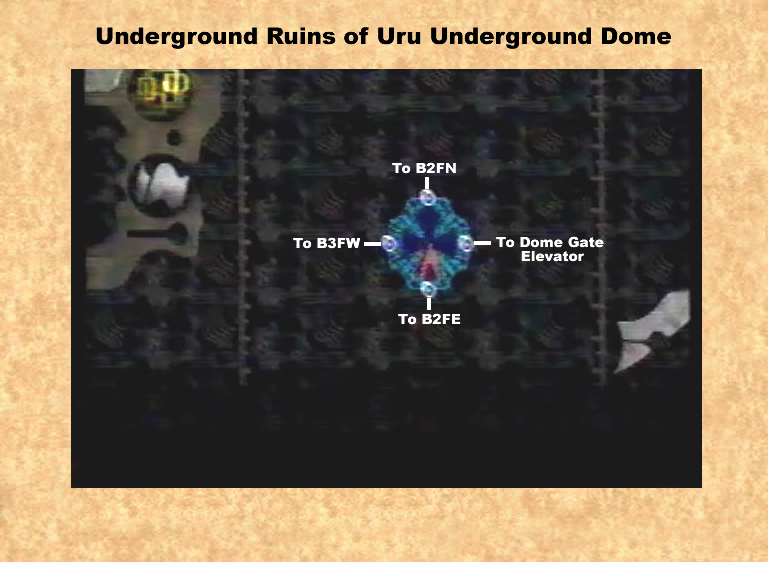 Underground Ruins of Uru Underground Dome
To B2FN
To B3FW
To Dome Gate
Elevator
To B2FE